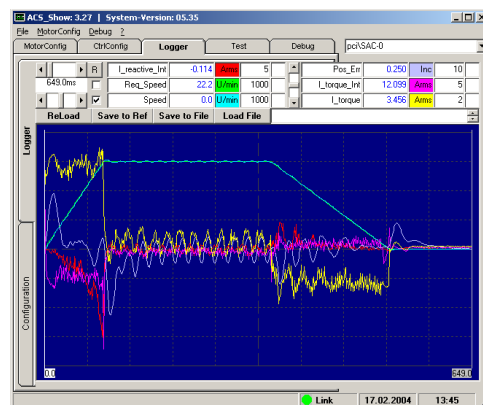 ACS_Show: 3.27 | System-Version: 05.35
File MotorConfig Debug ?
MotorConfig CtrlConfig Logger Test Debug pci\SAC-0
R I_reactive_Int -0.114 Arms 5 Pos_Err 0.250 Inc 10
649.0ms Req_Speed 22.2 U/min 1000 I_torque_Int 12.099 Arms 5
Speed 0.0 U/min 1000 I_torque 3.456 Arms 2
ReLoad Save to Ref Save to File Load File
Logger
Configuration
0.0 649.0
Link 17.02.2004 13:45